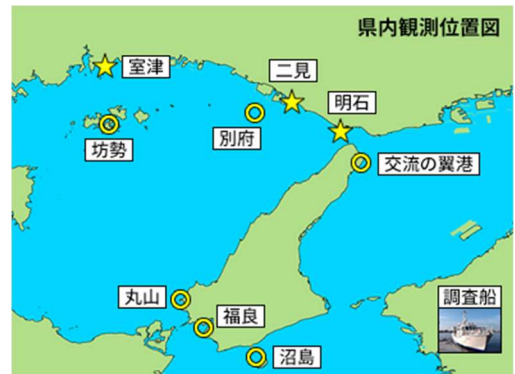 県内観測位置図
室津
二見
明石
坊勢
別府
交流の翼港
丸山
福良
沼島
調査船